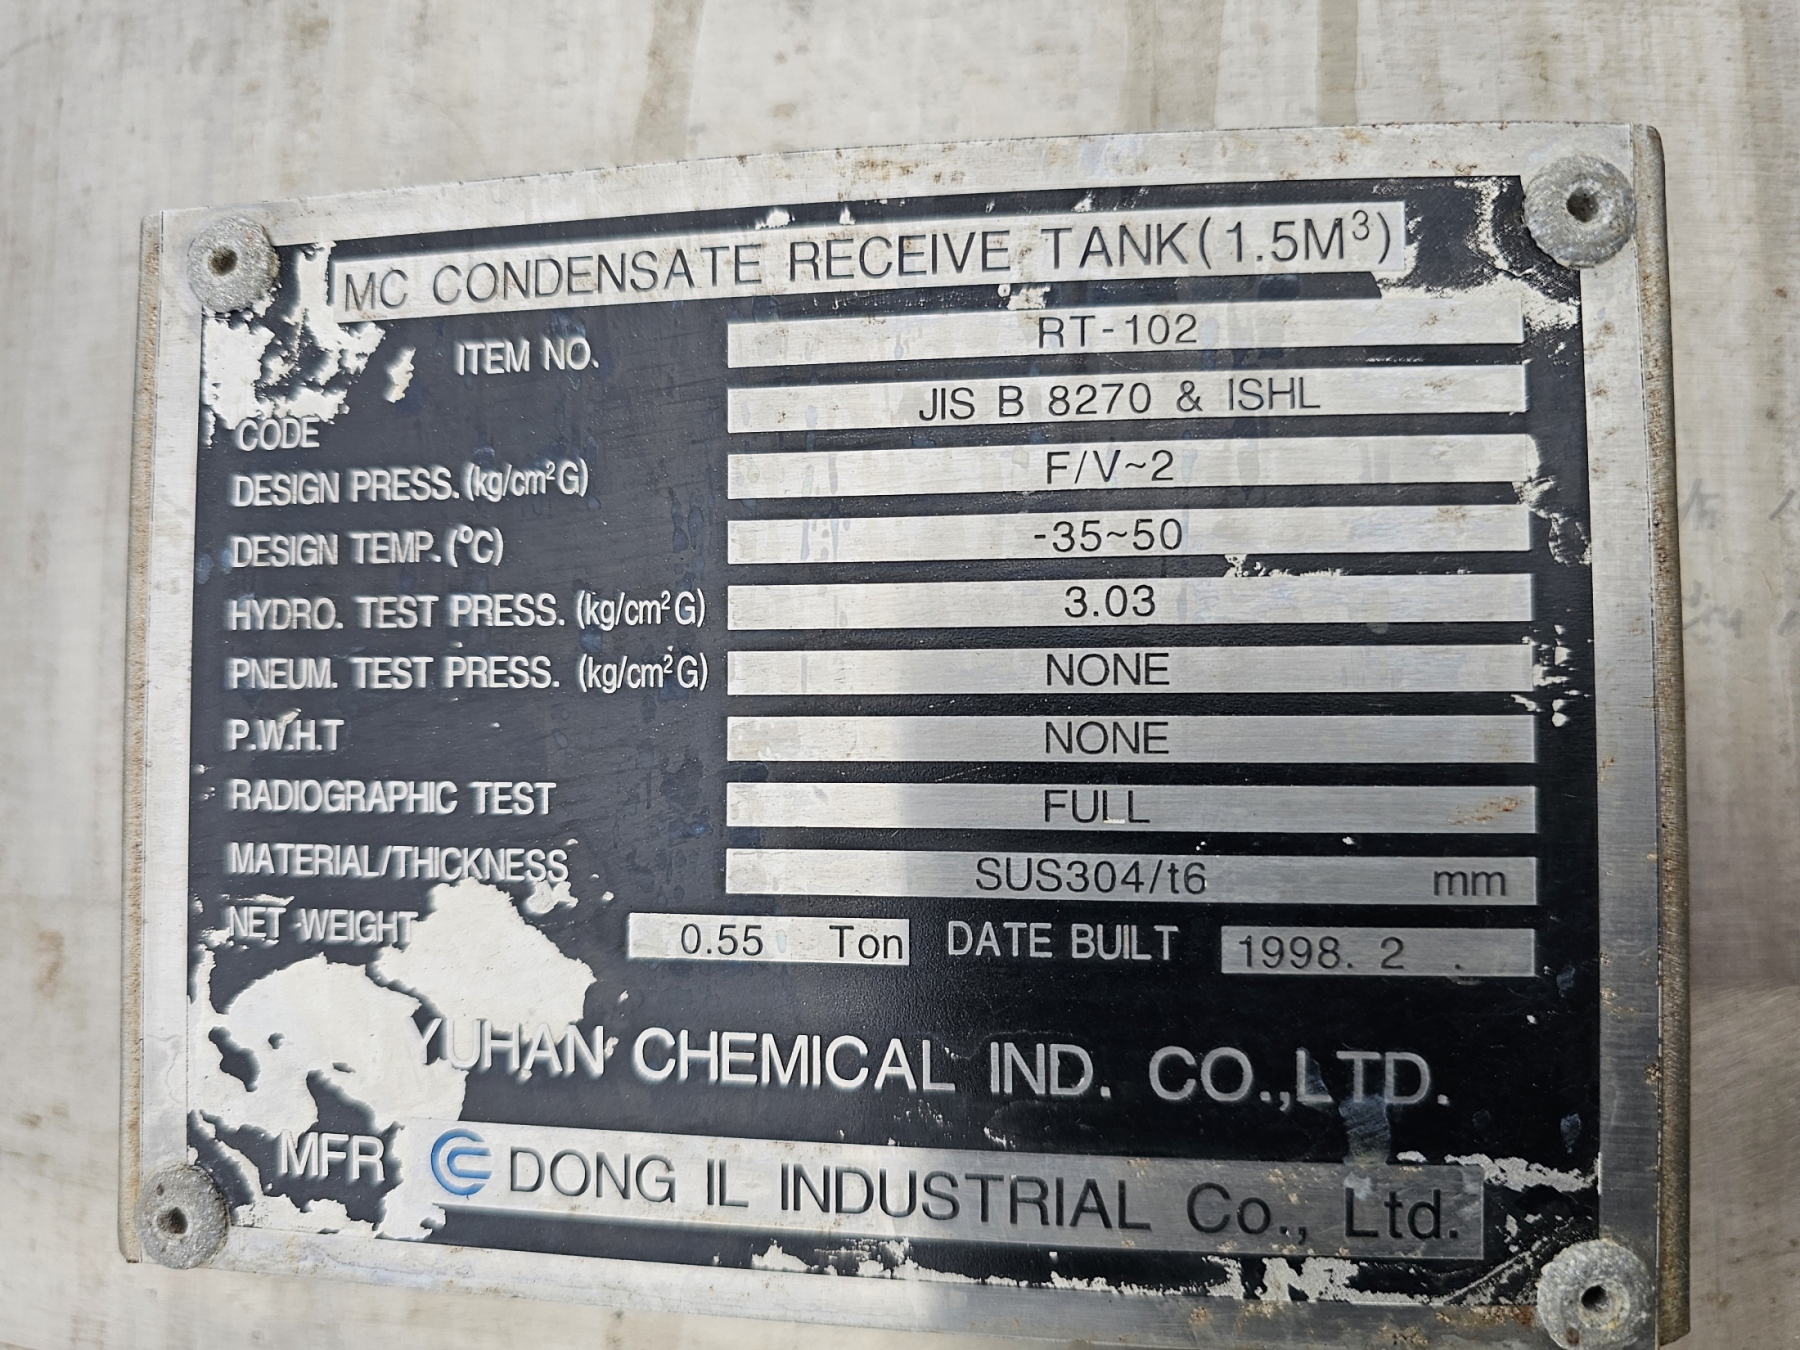 MC CONDENSATE RECEIVE TANK(1.5M³)
ITEM NO. RT-102
CODE JIS B 8270 & ISHL
DESIGN PRESS.(kg/cm²G) F/V~2
DESIGN TEMP.(°C) -35~50
HYDRO. TEST PRESS. (kg/cm²G) 3.03
PNEUM. TEST PRESS. (kg/cm²G) NONE
P.W.H.T NONE
RADIOGRAPHIC TEST FULL
MATERIAL/THICKNESS SUS304/t6 mm
NET WEIGHT 0.55 Ton DATE BUILT 1998. 2 .
YUHAN CHEMICAL IND. CO.,LTD.
MFR DONG IL INDUSTRIAL Co., Ltd.